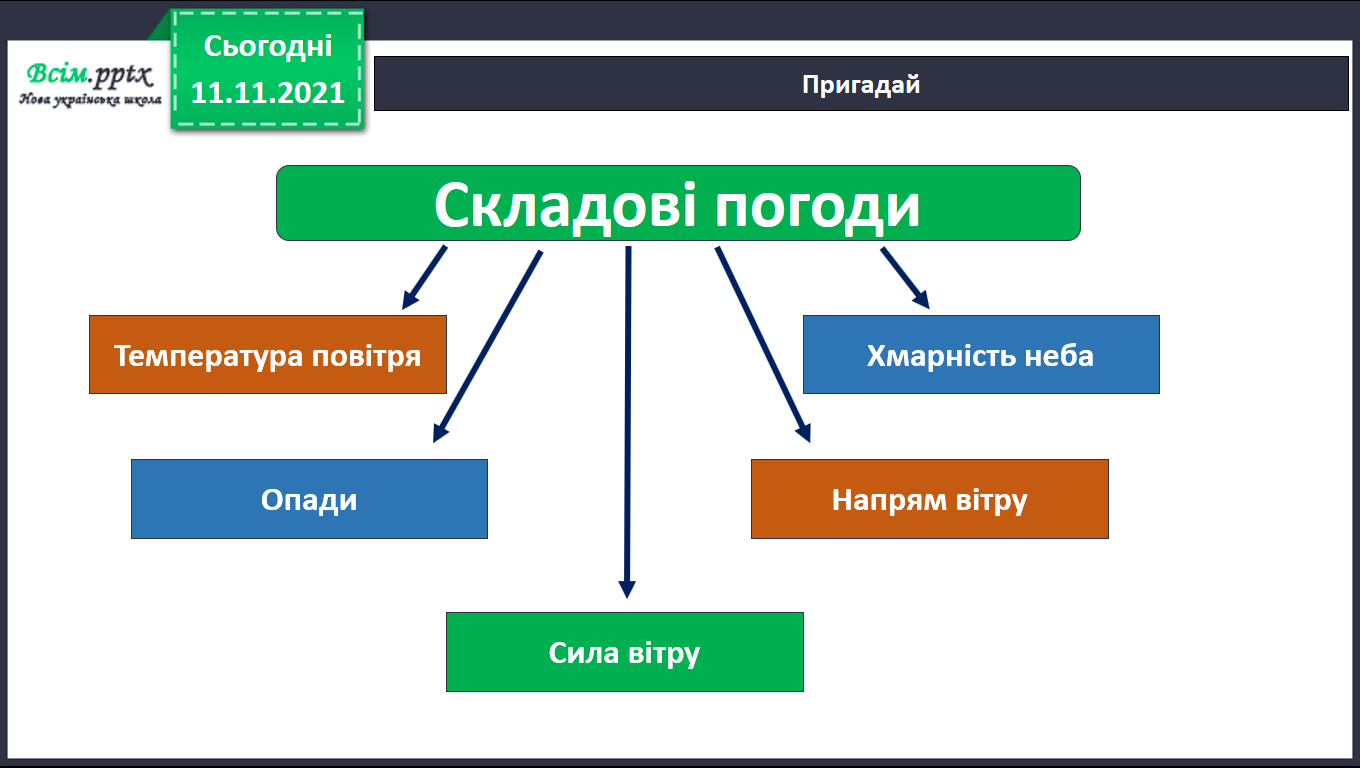 Всім.pptx
Нова українська школа
Сьогодні
11.11.2021
Пригадай
Складові погоди
Температура повітря
Хмарність неба
Опади
Напрям вітру
Сила вітру